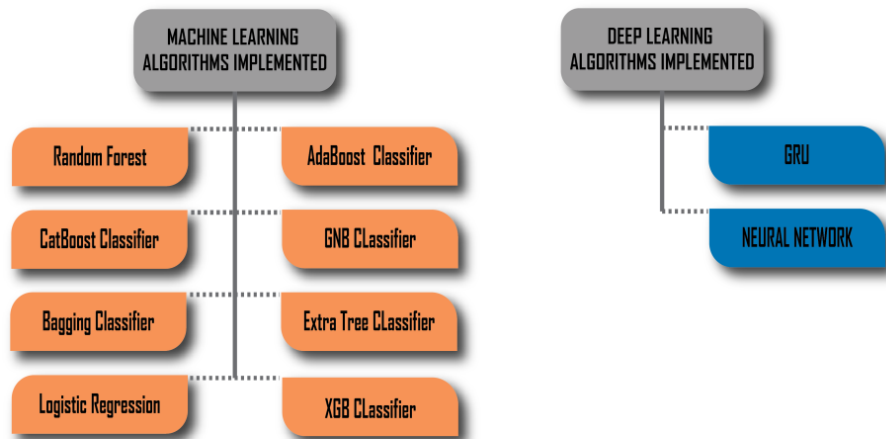 MACHINE LEARNING
ALGORITHMS IMPLEMENTED
DEEP LEARNING
ALGORITHMS IMPLEMENTED
Random Forest
AdaBoost Classifier
GRU
CatBoost Classifier
GNB CLassifier
NEURAL NETWORK
Bagging Classifier
Extra Tree CLassifier
Logistic Regression
XGB CLassifier